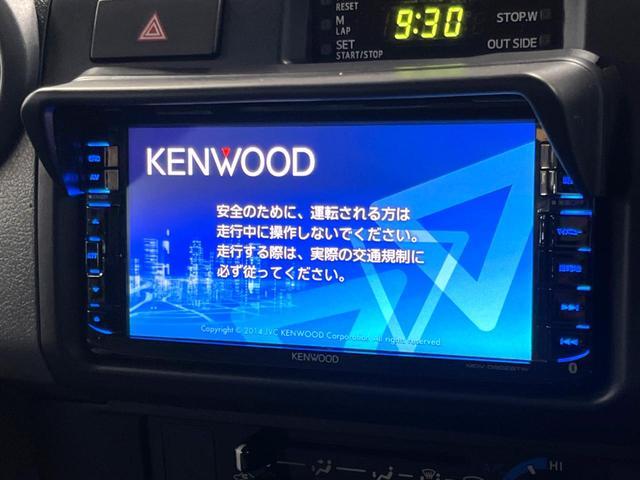 RESET
M
LAP
SET
START/STOP
9:30
STOP.W
OUT SIDE
KENWOOD
安全のために、運転される方は
走行中に操作しないでください。
走行する際は、実際の交通規制に
必ず従ってください。
Copyright © 2014 JVC KENWOOD Corporation. All rights reserved.
AV
KENWOOD
HI